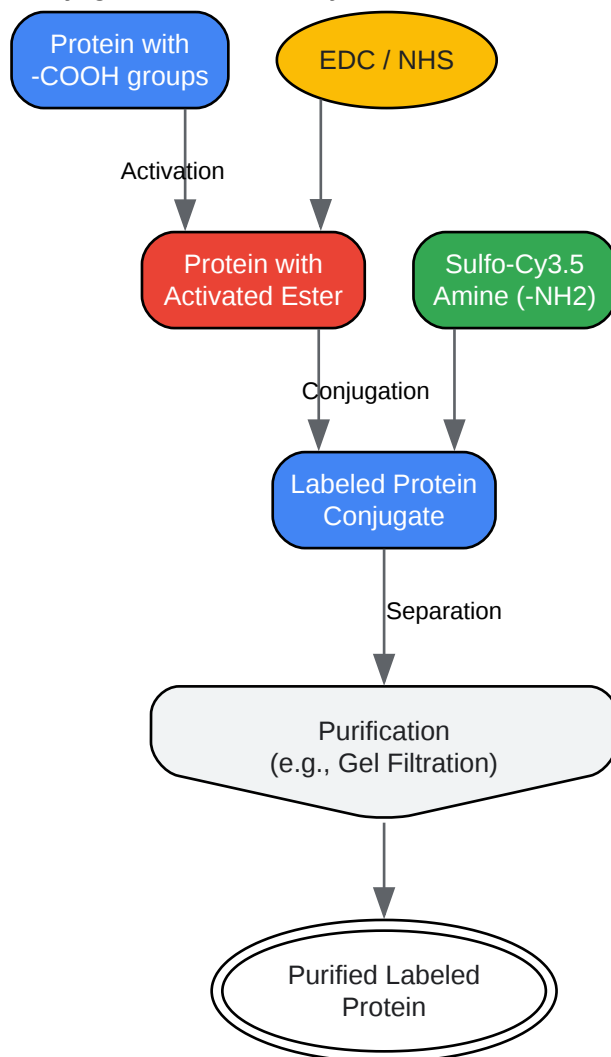 Protein with
-COOH groups
EDC / NHS
Activation
Protein with
Activated Ester
Sulfo-Cy3.5
Amine (-NH2)
Conjugation
Labeled Protein
Conjugate
Separation
Purification
(e.g., Gel Filtration)
Purified Labeled
Protein